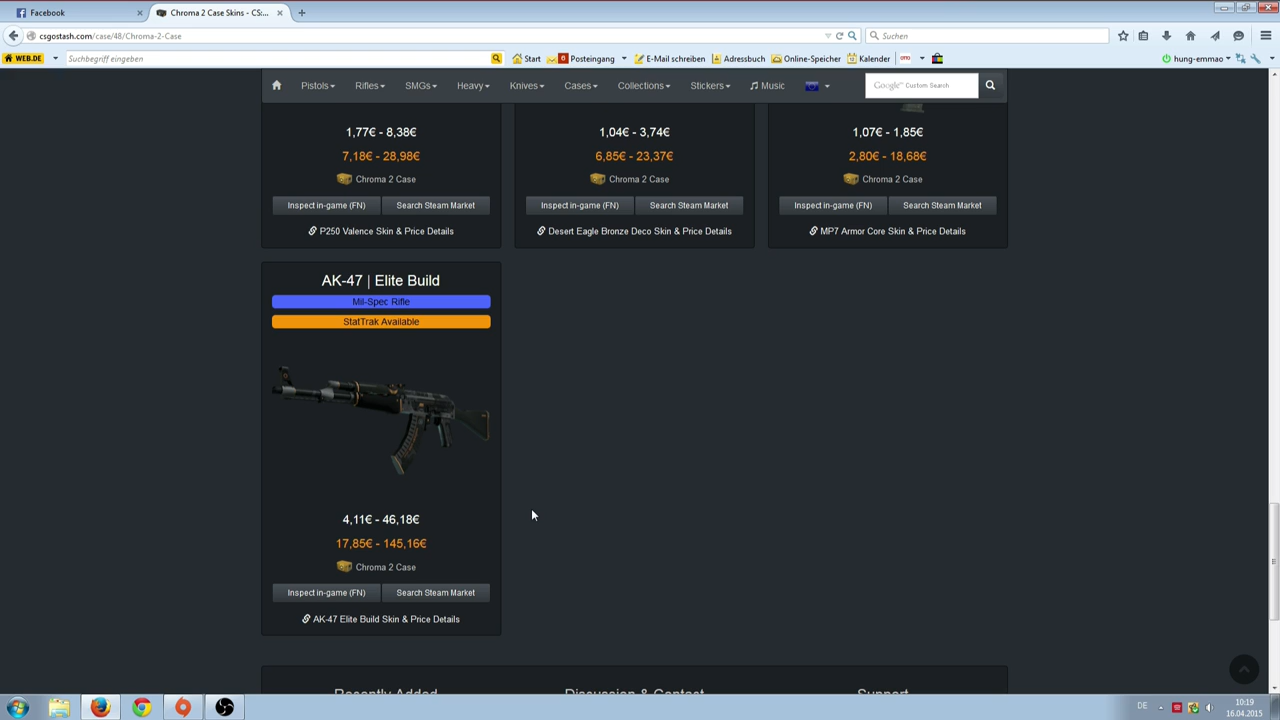 Facebook
Chroma 2 Case Skins - CS:...
csgostash.com/case/48/Chroma-2-Case
Suchen
WEB.DE
Suchbegriff eingeben
Start
8 Posteingang
E-Mail schreiben
Adressbuch
Online-Speicher
Kalender
OTTO
hung-emmao
Pistols
Rifles
SMGs
Heavy
Knives
Cases
Collections
Stickers
Music
Google Custom Search
1,77€ - 8,38€
7,18€ - 28,98€
Chroma 2 Case
Inspect in-game (FN)
Search Steam Market
P250 Valence Skin & Price Details
1,04€ - 3,74€
6,85€ - 23,37€
Chroma 2 Case
Inspect in-game (FN)
Search Steam Market
Desert Eagle Bronze Deco Skin & Price Details
1,07€ - 1,85€
2,80€ - 18,68€
Chroma 2 Case
Inspect in-game (FN)
Search Steam Market
MP7 Armor Core Skin & Price Details
AK-47 | Elite Build
Mil-Spec Rifle
StatTrak Available
4,11€ - 46,18€
17,85€ - 145,16€
Chroma 2 Case
Inspect in-game (FN)
Search Steam Market
AK-47 Elite Build Skin & Price Details
Recently Added
Discussion & Contact
Support
DE
10:19
16.04.2015